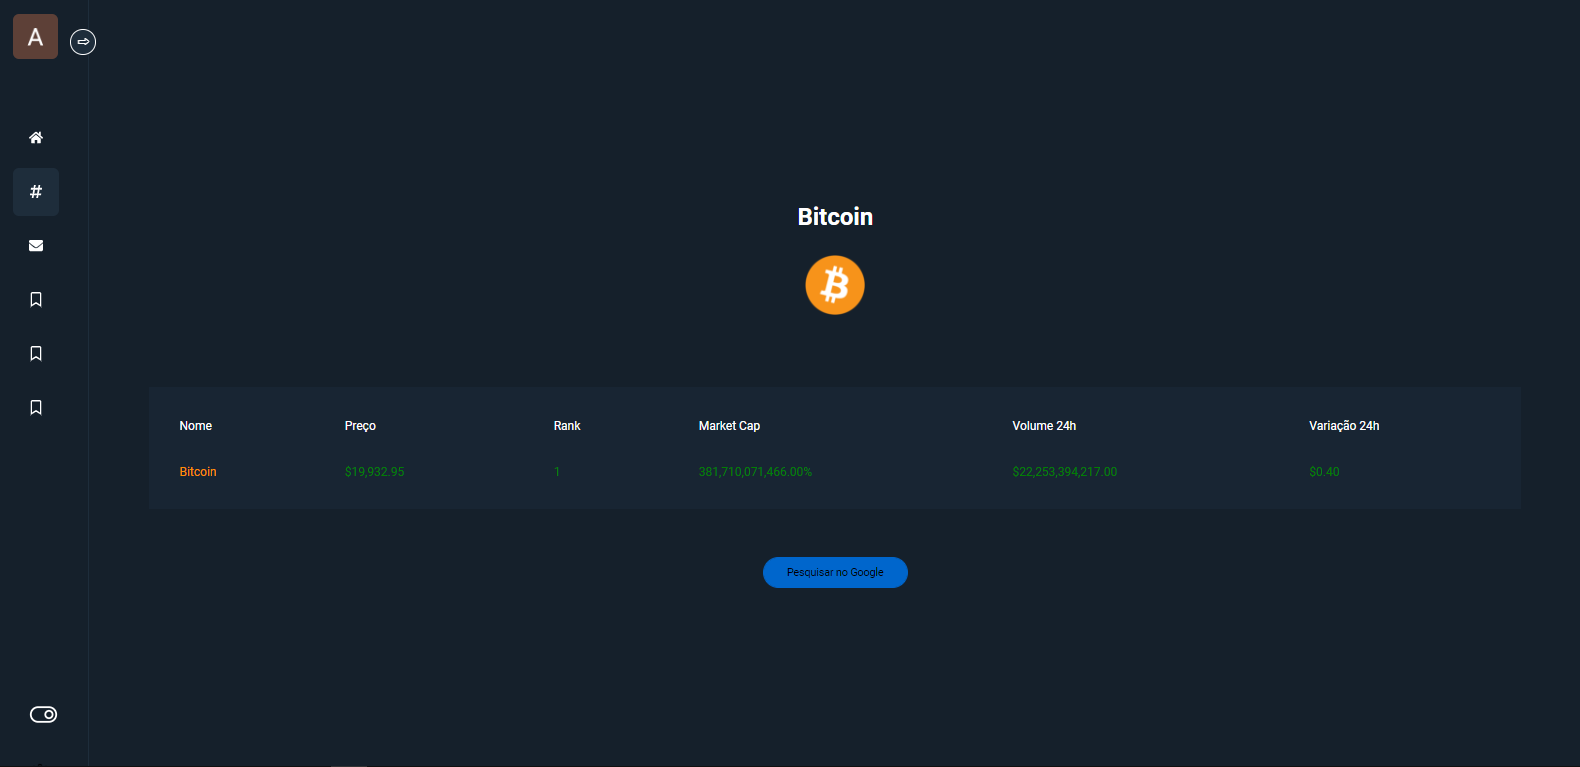 A
#
Bitcoin
Nome Preço Rank Market Cap Volume 24h Variação 24h
Bitcoin $19,932.95 1 381,710,071,466.00% $22,253,394,217.00 $0.40
Pesquisar no Google